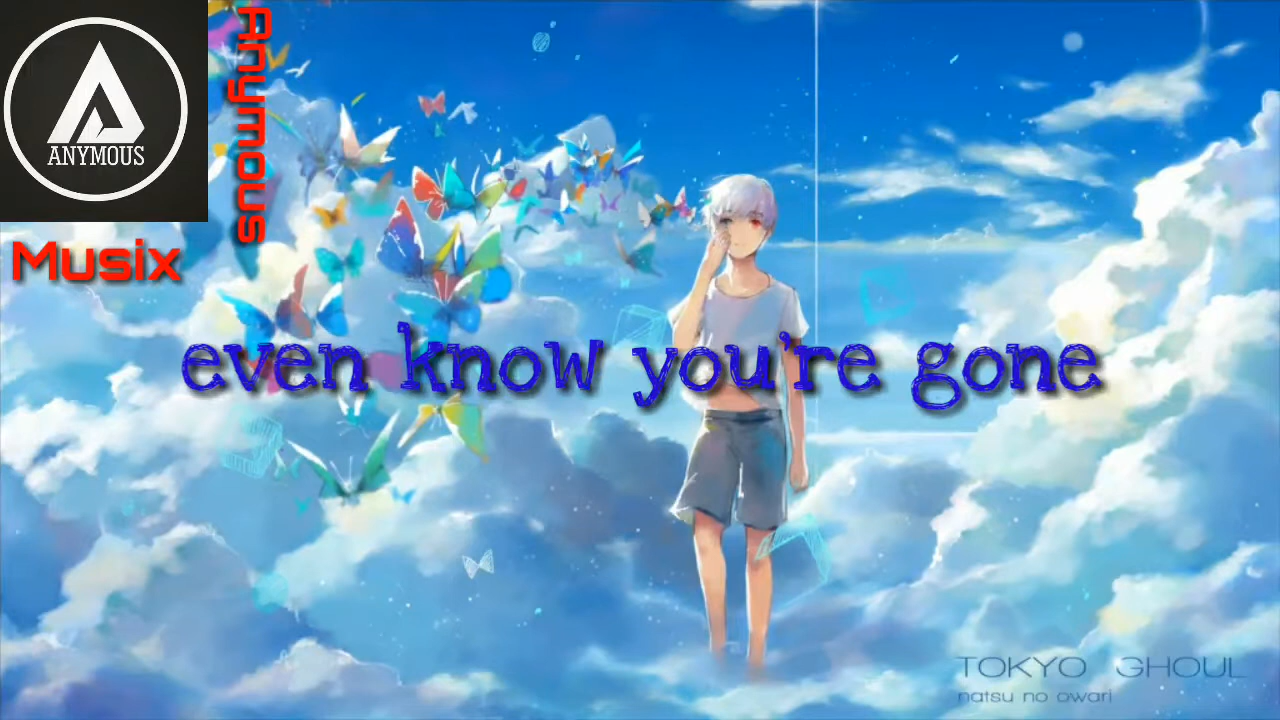 ANYMOUS
Anymous
Musix
even know you're gone
TOKYO GHOUL
natsu no owari